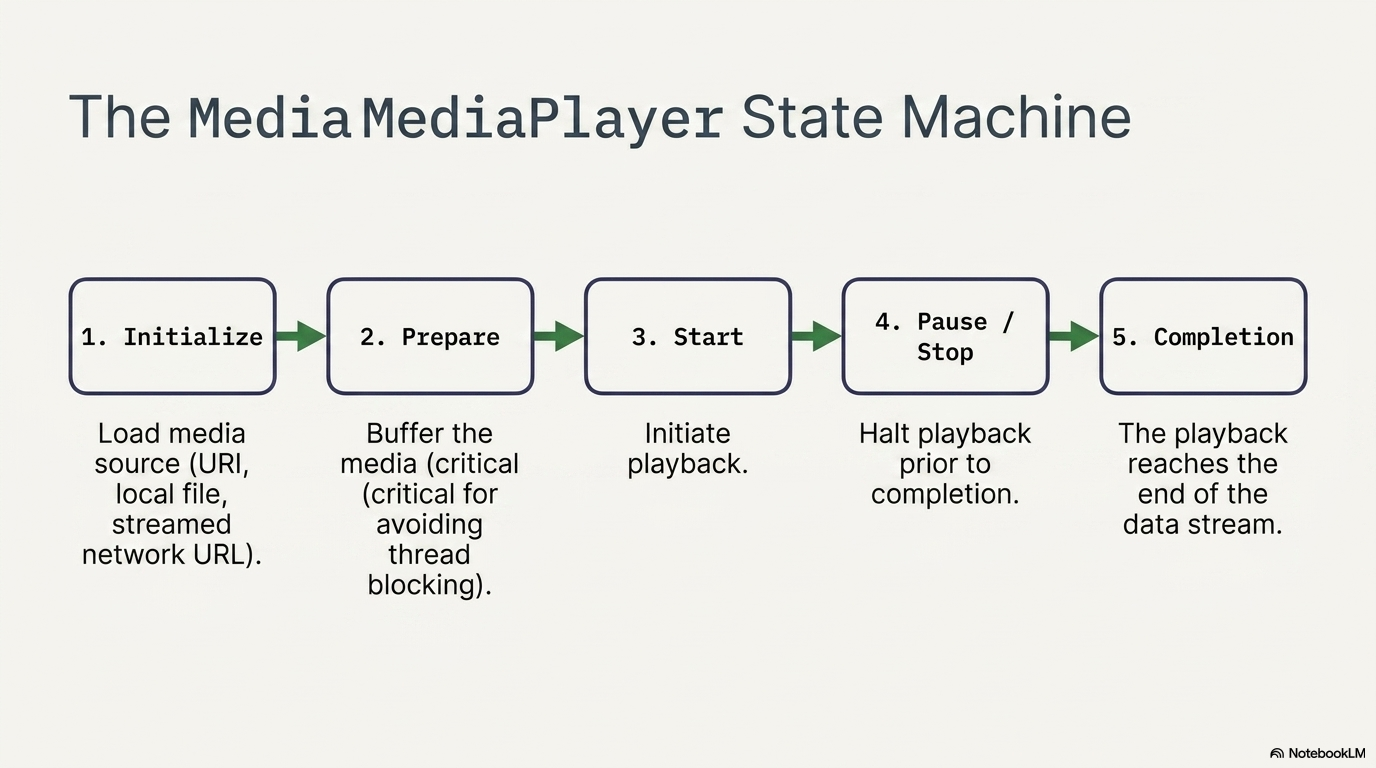 The Media MediaPlayer State Machine
1. Initialize
2. Prepare
3. Start
4. Pause /
Stop
5. Completion
Load media
source (URI,
local file,
streamed
network URL).
Buffer the
media (critical
(critical for
avoiding
thread
blocking).
Initiate
playback.
Halt playback
prior to
completion.
The playback
reaches the
end of the
data stream.
NotebookLM